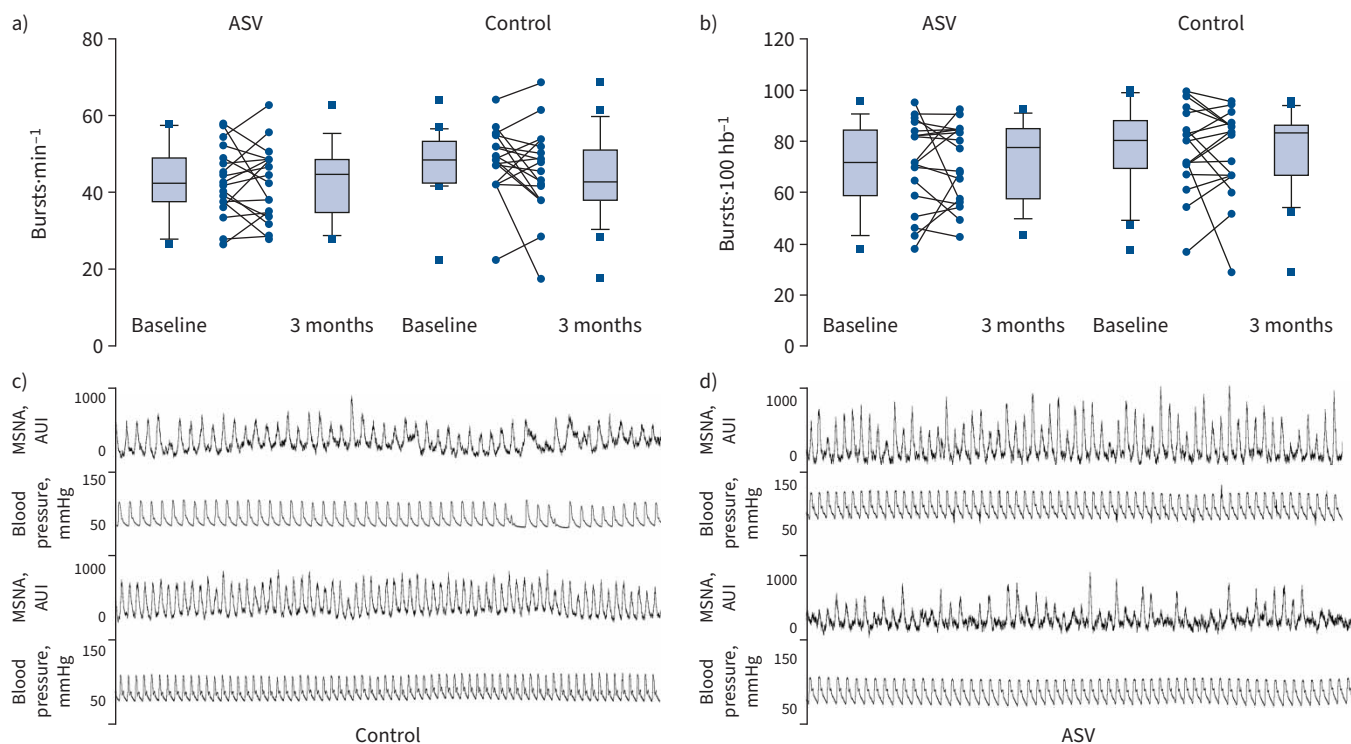 a)
ASV
Control
80
60
40
20
0
Bursts·min⁻¹
Baseline
3 months
Baseline
3 months
b)
ASV
Control
120
100
80
60
40
20
0
Bursts·100 hb⁻¹
Baseline
3 months
Baseline
3 months
c)
MSNA,
AUI
1000
0
Blood
pressure,
mmHg
150
50
MSNA,
AUI
1000
0
Blood
pressure,
mmHg
150
50
Control
d)
MSNA,
AUI
1000
0
Blood
pressure,
mmHg
150
50
MSNA,
AUI
1000
0
Blood
pressure,
mmHg
150
50
ASV